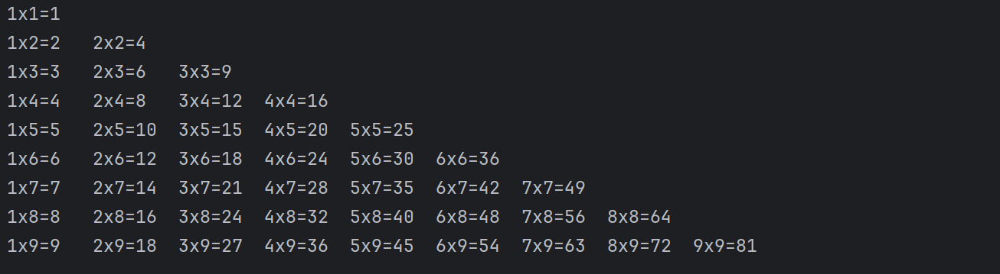 1x1=1
1x2=2 2x2=4
1x3=3 2x3=6 3x3=9
1x4=4 2x4=8 3x4=12 4x4=16
1x5=5 2x5=10 3x5=15 4x5=20 5x5=25
1x6=6 2x6=12 3x6=18 4x6=24 5x6=30 6x6=36
1x7=7 2x7=14 3x7=21 4x7=28 5x7=35 6x7=42 7x7=49
1x8=8 2x8=16 3x8=24 4x8=32 5x8=40 6x8=48 7x8=56 8x8=64
1x9=9 2x9=18 3x9=27 4x9=36 5x9=45 6x9=54 7x9=63 8x9=72 9x9=81